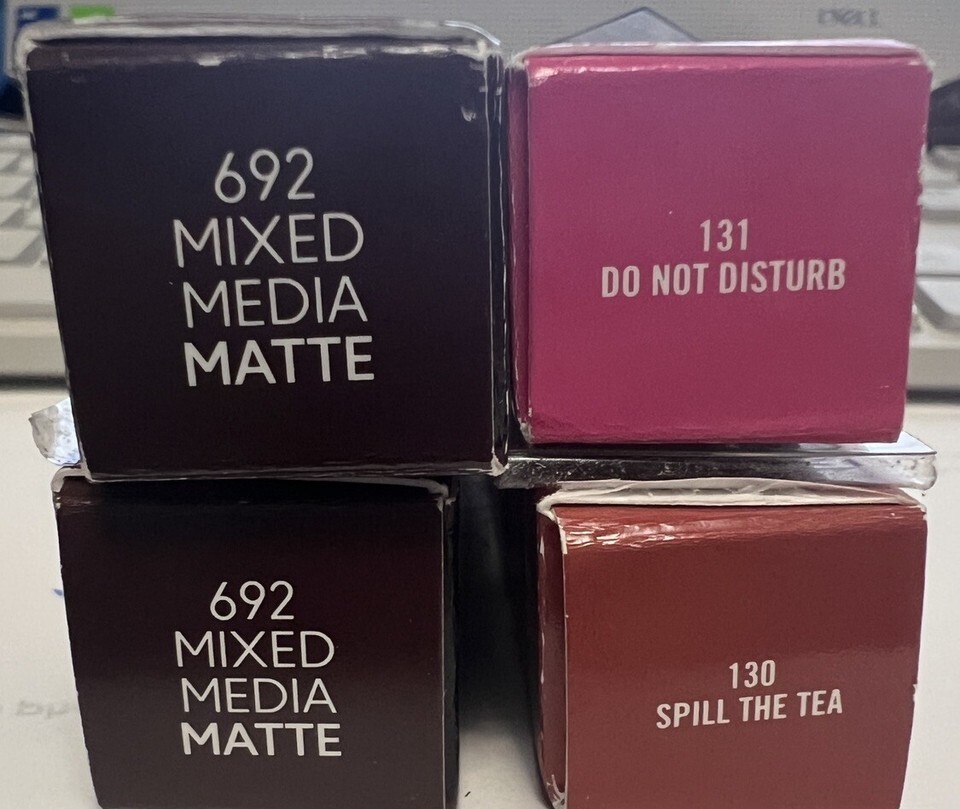 692
MIXED
MEDIA
MATTE
131
DO NOT DISTURB
692
MIXED
MEDIA
MATTE
130
SPILL THE TEA